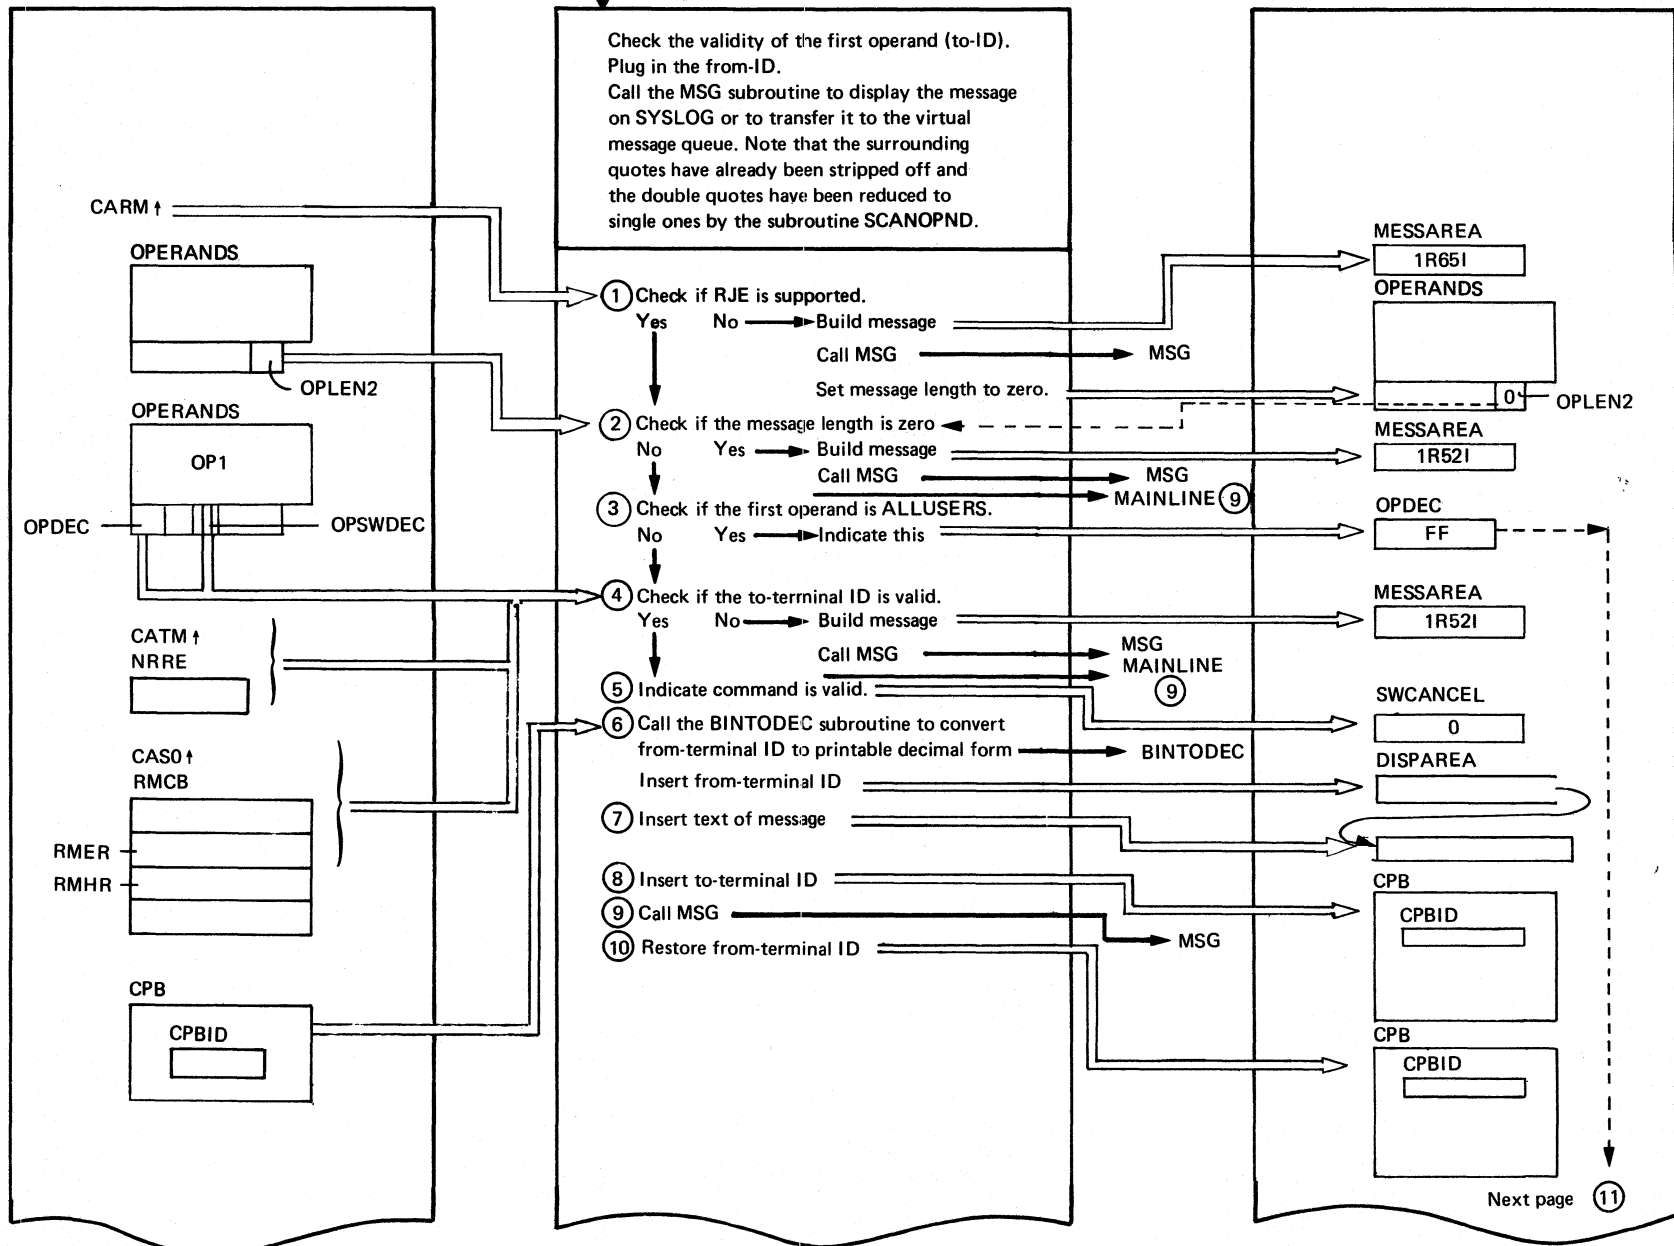 Check the validity of the first operand (to-ID).
Plug in the from-ID.
Call the MSG subroutine to display the message
on SYSLOG or to transfer it to the virtual
message queue. Note that the surrounding
quotes have already been stripped off and
the double quotes have been reduced to
single ones by the subroutine SCANOPND.
CARM ↑
OPERANDS
OPLEN2
OPERANDS
OP1
OPDEC
OPSWDEC
CATM ↑
NRRE
CAS0 ↑
RMCB
RMER
RMHR
CPB
CPBID
1 Check if RJE is supported.
Yes No Build message
Call MSG MSG
Set message length to zero.
2 Check if the message length is zero
No Yes Build message
Call MSG MSG
MAINLINE 9
3 Check if the first operand is ALLUSERS.
No Yes Indicate this
4 Check if the to-terminal ID is valid.
Yes No Build message
Call MSG MSG
MAINLINE
9
5 Indicate command is valid.
6 Call the BINTODEC subroutine to convert
from-terminal ID to printable decimal form BINTODEC
Insert from-terminal ID
7 Insert text of message
8 Insert to-terminal ID
9 Call MSG MSG
10 Restore from-terminal ID
MESSAREA
1R65I
OPERANDS
0 OPLEN2
MESSAREA
1R52I
OPDEC
FF
MESSAREA
1R52I
SWCANCEL
0
DISPAREA
CPB
CPBID
CPB
CPBID
Next page 11